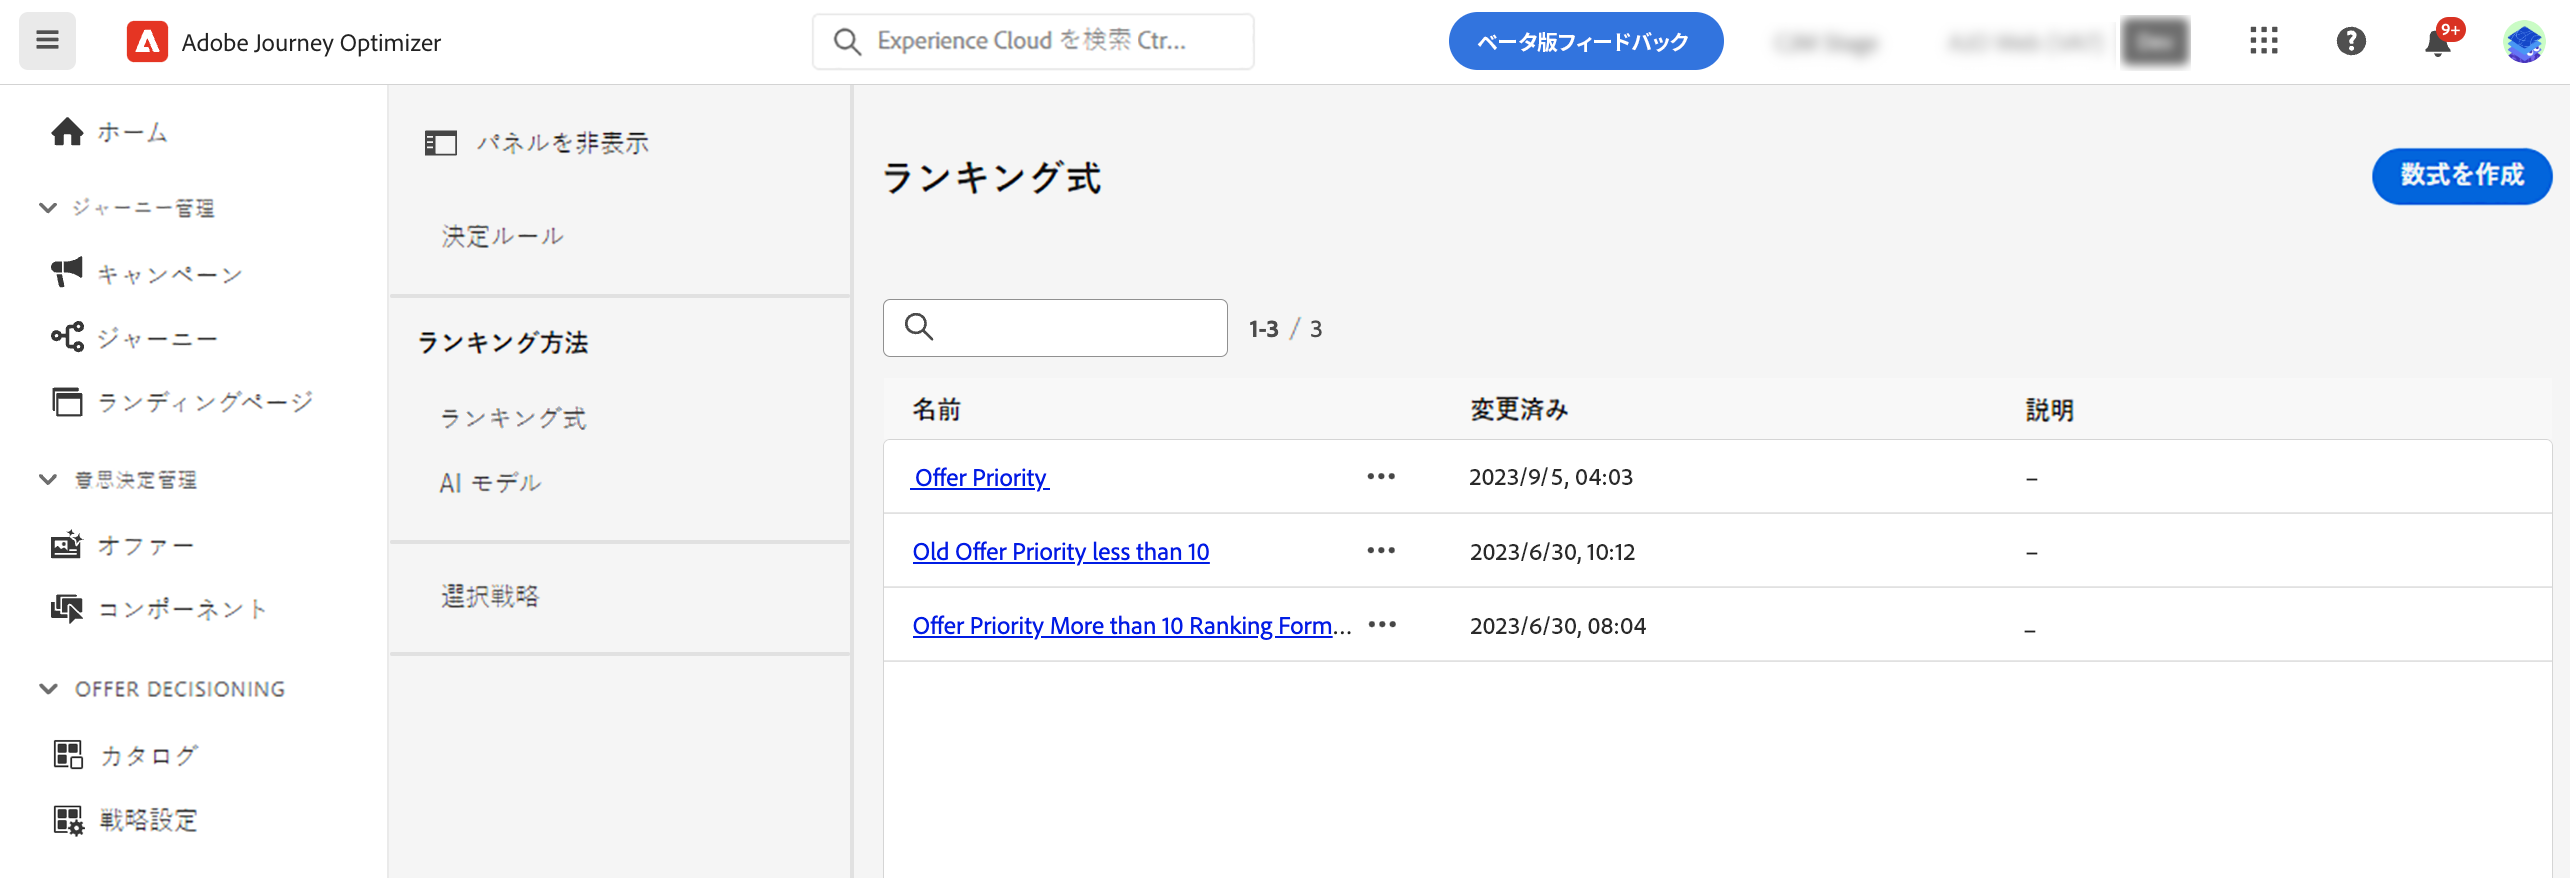 Adobe Journey Optimizer
Experience Cloud を検索 Ctr...
ベータ版フィードバック
9+
ホーム
ジャーニー管理
キャンペーン
ジャーニー
ランディングページ
意思決定管理
オファー
コンポーネント
OFFER DECISIONING
カタログ
戦略設定
パネルを非表示
決定ルール
ランキング方法
ランキング式
AI モデル
選択戦略
ランキング式
数式を作成
1-3 / 3
名前 変更済み 説明
Offer Priority ••• 2023/9/5, 04:03 –
Old Offer Priority less than 10 ••• 2023/6/30, 10:12 –
Offer Priority More than 10 Ranking Form... ••• 2023/6/30, 08:04 –